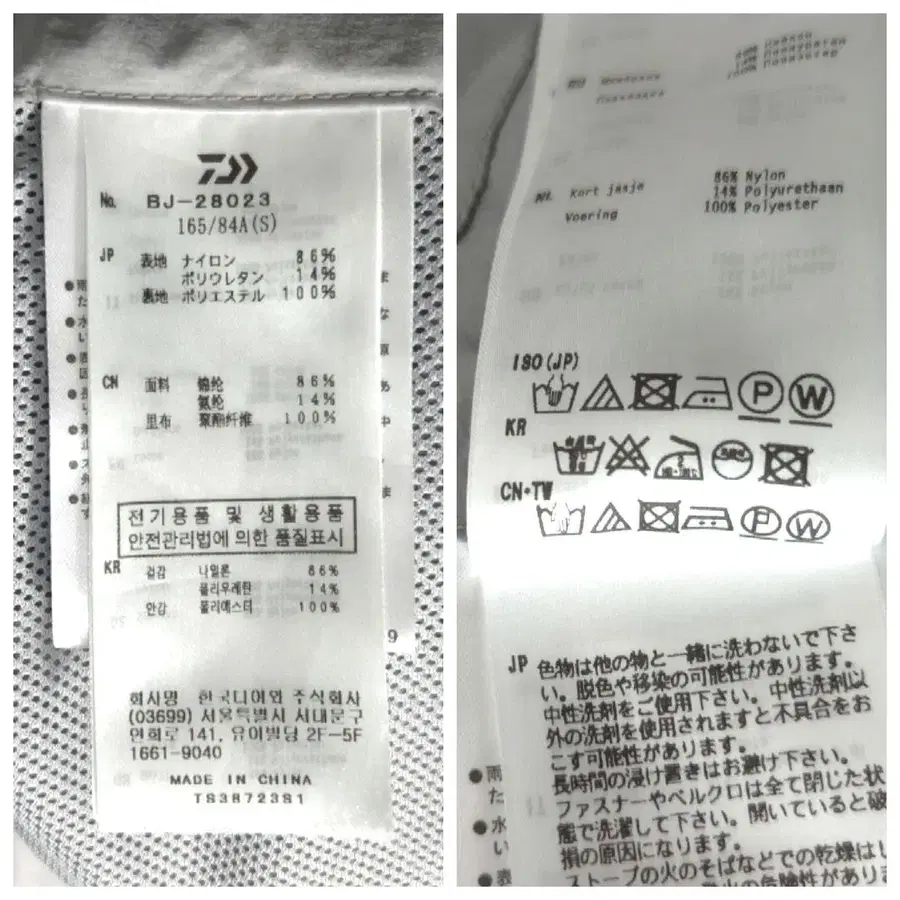 No. BJ-28023
165/84A(S)
JP 表地 ナイロン 86%
ポリウレタン 14%
裏地 ポリエステル 100%
CN 面料 锦纶 86%
氨纶 14%
里布 聚酯纤维 100%
전기용품 및 생활용품
안전관리법에 의한 품질표시
KR 겉감 나일론 86%
폴리우레탄 14%
안감 폴리에스더 100%
회사명 한국다이와 주식회사
(03699) 서울특별시 서대문구
연희로 141, 유이빌딩 2F-5F
1661-9040
MADE IN CHINA
TS38723S1
9
NL Kort jasje 86% Nylon
14% Polyurethaan
Voering 100% Polyester
ISO(JP)
P W
KR
CN·TW
P W
JP 色物は他の物と一緒に洗わないで下さ
い。脱色や移染の可能性があります。
中性洗剤をご使用下さい。中性洗剤以
外の洗剤を使用されますと不具合をお
こす可能性があります。
長時間の浸け置きはお避け下さい。
ファスナーやベルクロは全て閉じた状
態で洗濯して下さい。開いていると破
損の原因になります。
ストーブの火のそばなどでの乾燥はし
● 雨
た
● 水
い
● 表